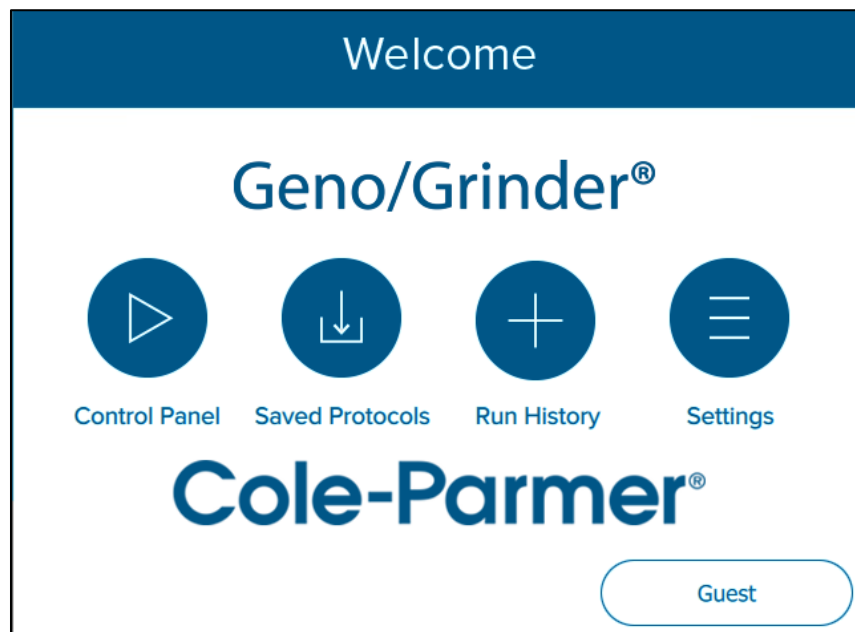 Welcome
Geno/Grinder®
Control Panel Saved Protocols Run History Settings
Cole-Parmer®
Guest